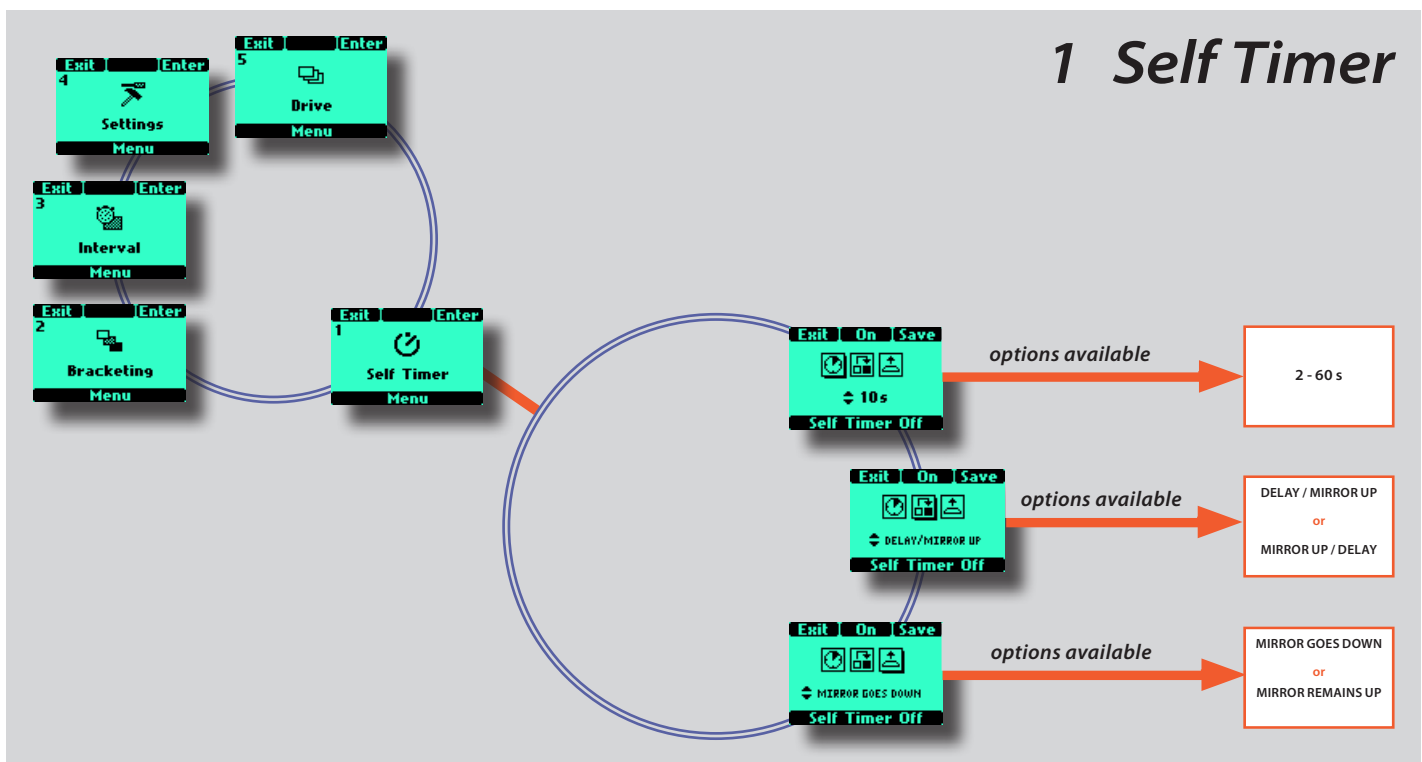 1 Self Timer
Exit Enter
5
Drive
Menu
Exit Enter
4
Settings
Menu
Exit Enter
3
Interval
Menu
Exit Enter
2
Bracketing
Menu
Exit Enter
1
Self Timer
Menu
Exit On Save
10s
Self Timer Off
options available
2 - 60 s
Exit On Save
DELAY/MIRROR UP
Self Timer Off
options available
DELAY / MIRROR UP
or
MIRROR UP / DELAY
Exit On Save
MIRROR GOES DOWN
Self Timer Off
options available
MIRROR GOES DOWN
or
MIRROR REMAINS UP